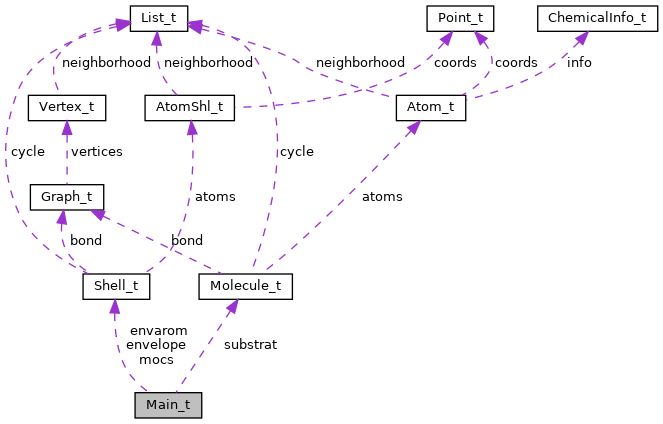 List_t
Point_t
ChemicalInfo_t
neighborhood
neighborhood
neighborhood
coords
coords
info
Vertex_t
AtomShl_t
Atom_t
cycle
vertices
cycle
Graph_t
atoms
atoms
bond
bond
Shell_t
Molecule_t
envarom
envelope
mocs
substrat
Main_t